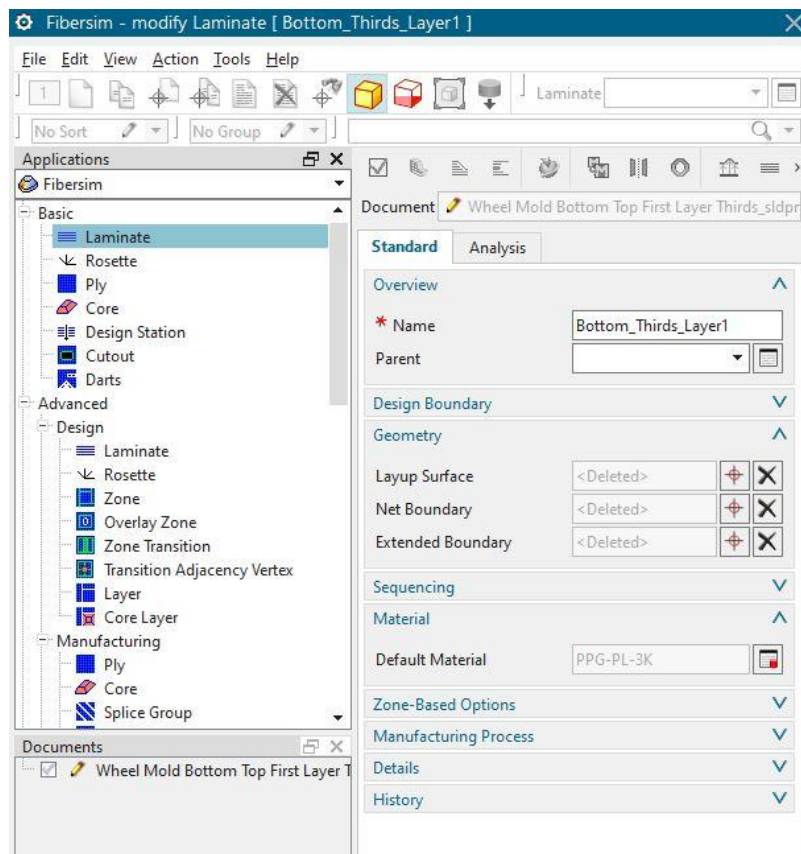 Fibersim - modify Laminate [ Bottom_Thirds_Layer1 ]
File Edit View Action Tools Help
1
Laminate
No Sort No Group
Applications
Fibersim
Basic
Laminate
Rosette
Ply
Core
Design Station
Cutout
Darts
Advanced
Design
Laminate
Rosette
Zone
Overlay Zone
Zone Transition
Transition Adjacency Vertex
Layer
Core Layer
Manufacturing
Ply
Core
Splice Group
Documents
Wheel Mold Bottom Top First Layer T
Document Wheel Mold Bottom Top First Layer Thirds_sldpr
Standard Analysis
Overview
* Name Bottom_Thirds_Layer1
Parent
Design Boundary
Geometry
Layup Surface <Deleted>
Net Boundary <Deleted>
Extended Boundary <Deleted>
Sequencing
Material
Default Material PPG-PL-3K
Zone-Based Options
Manufacturing Process
Details
History